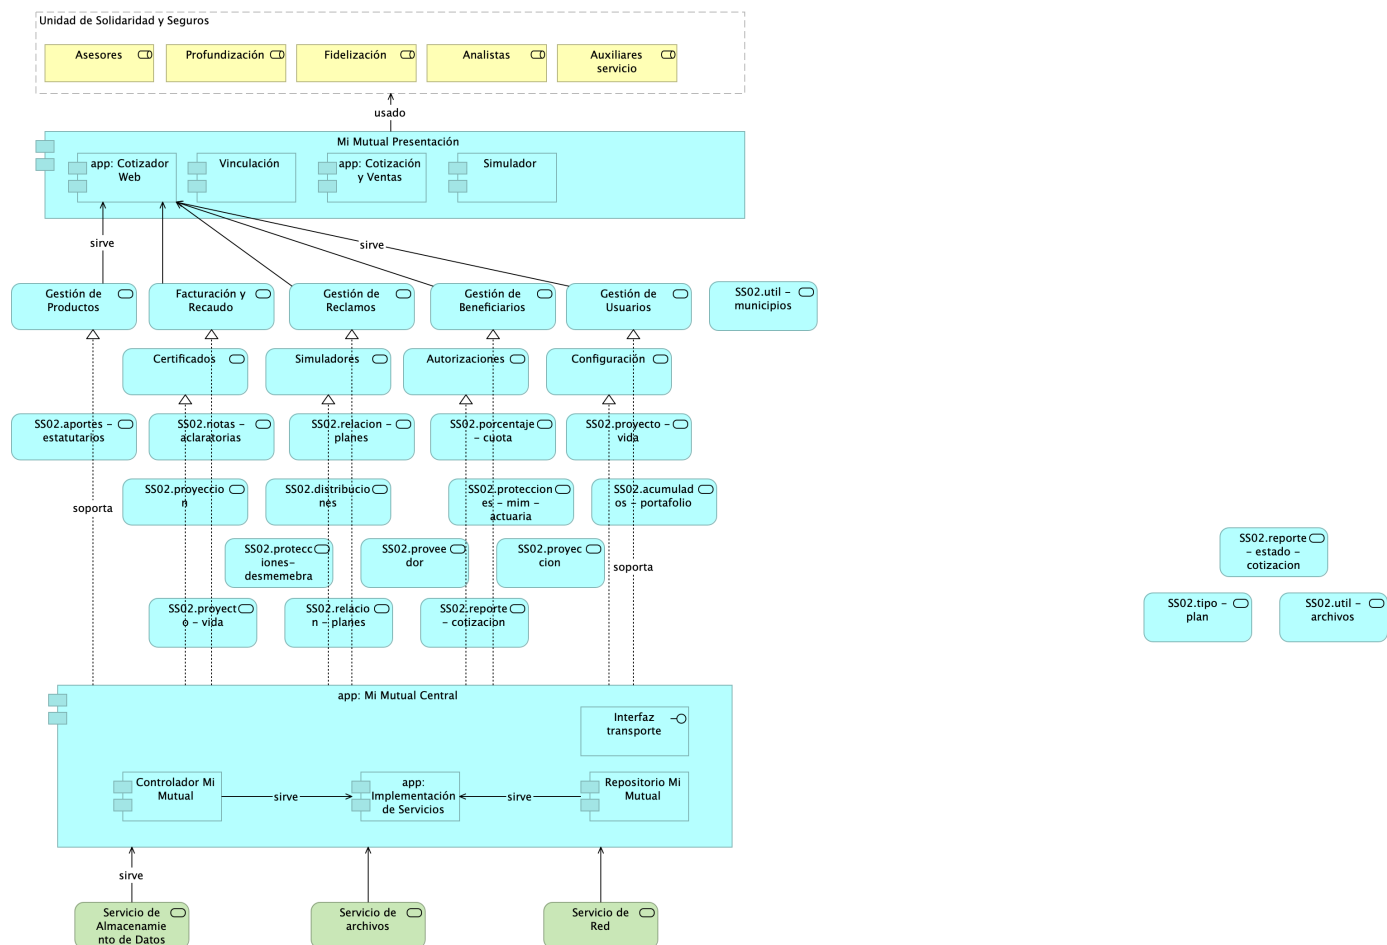 Unidad de Solidaridad y Seguros
Asesores
Profundización
Fidelización
Analistas
Auxiliares
servicio
usado
Mi Mutual Presentación
app: Cotizador
Web
Vinculación
app: Cotización
y Ventas
Simulador
sirve
sirve
Gestión de
Productos
Facturación y
Recaudo
Gestión de
Reclamos
Gestión de
Beneficiarios
Gestión de
Usuarios
SS02.util –
municipios
Certificados
Simuladores
Autorizaciones
Configuración
SS02.aportes –
estatutarios
SS02.notas –
aclaratorias
SS02.relacion –
planes
SS02.porcentaje
– cuota
SS02.proyecto –
vida
soporta
SS02.proyeccio
n
SS02.distribucio
nes
SS02.proteccion
es – mim –
actuaria
SS02.acumulad
os – portafolio
SS02.protecc
iones–
desmemebra
SS02.provee
dor
SS02.proyec
cion
soporta
SS02.reporte
– estado –
cotizacion
SS02.proyect
o – vida
SS02.relacio
n – planes
SS02.reporte
– cotizacion
SS02.tipo –
plan
SS02.util –
archivos
app: Mi Mutual Central
Interfaz
transporte
Controlador Mi
Mutual
sirve
app:
Implementación
de Servicios
sirve
Repositorio Mi
Mutual
sirve
Servicio de
Almacenamie
nto de Datos
Servicio de
archivos
Servicio de
Red